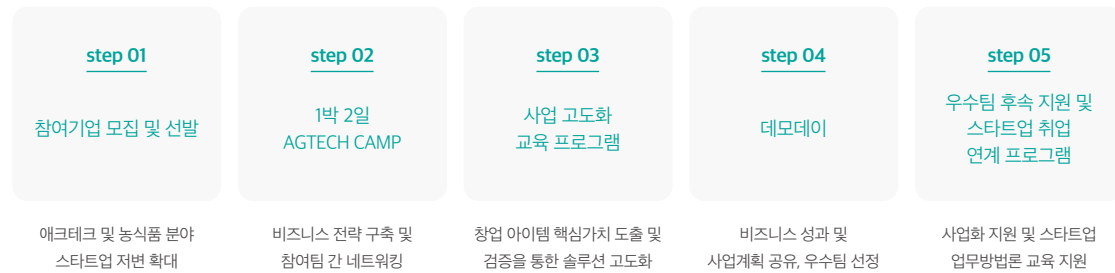 step 01
참여기업 모집 및 선발
애크테크 및 농식품 분야
스타트업 저변 확대
step 02
1박 2일
AGTECH CAMP
비즈니스 전략 구축 및
참여팀 간 네트워킹
step 03
사업 고도화
교육 프로그램
창업 아이템 핵심가치 도출 및
검증을 통한 솔루션 고도화
step 04
데모데이
비즈니스 성과 및
사업계획 공유, 우수팀 선정
step 05
우수팀 후속 지원 및
스타트업 취업
연계 프로그램
사업화 지원 및 스타트업
업무방법론 교육 지원